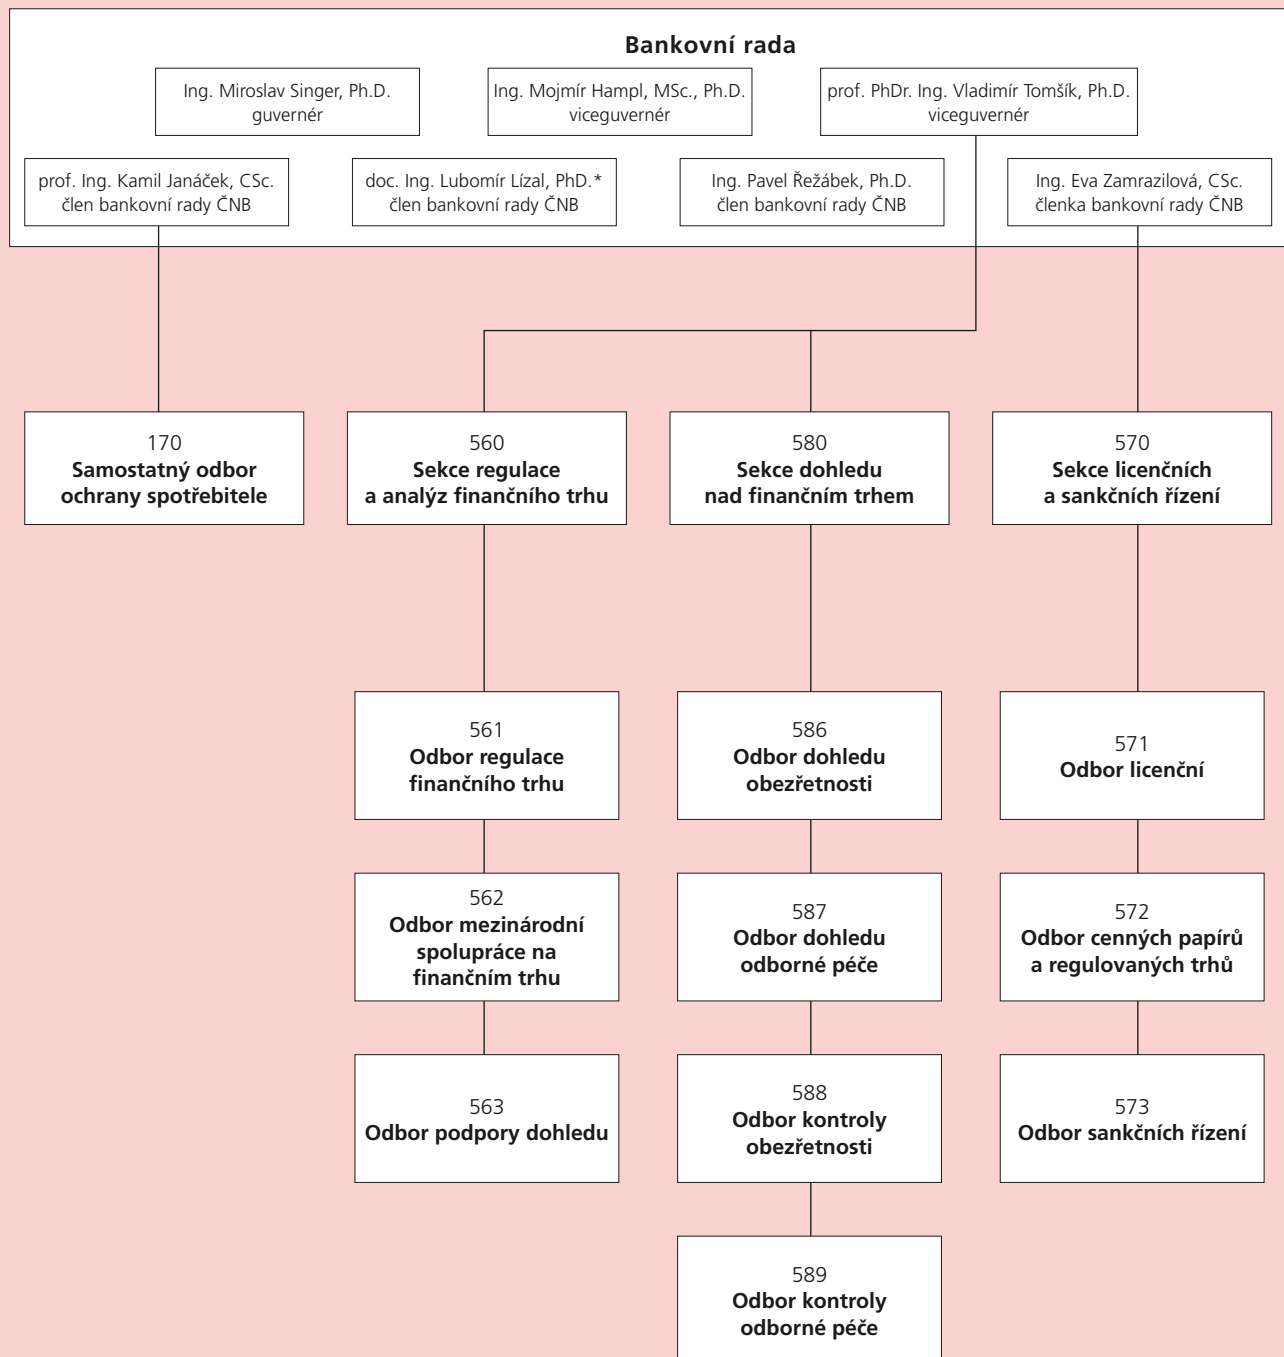 Bankovní rada
Ing. Miroslav Singer, Ph.D.
guvernér
Ing. Mojmír Hampl, MSc., Ph.D.
viceguvernér
prof. PhDr. Ing. Vladimír Tomšík, Ph.D.
viceguvernér
prof. Ing. Kamil Janáček, CSc.
člen bankovní rady ČNB
doc. Ing. Lubomír Lízal, PhD.*
člen bankovní rady ČNB
Ing. Pavel Řežábek, Ph.D.
člen bankovní rady ČNB
Ing. Eva Zamrazilová, CSc.
členka bankovní rady ČNB
170
Samostatný odbor
ochrany spotřebitele
560
Sekce regulace
a analýz finančního trhu
580
Sekce dohledu
nad finančním trhem
570
Sekce licenčních
a sankčních řízení
561
Odbor regulace
finančního trhu
586
Odbor dohledu
obezřetnosti
571
Odbor licenční
562
Odbor mezinárodní
spolupráce na
finančním trhu
587
Odbor dohledu
odborné péče
572
Odbor cenných papírů
a regulovaných trhů
563
Odbor podpory dohledu
588
Odbor kontroly
obezřetnosti
573
Odbor sankčních řízení
589
Odbor kontroly
odborné péče